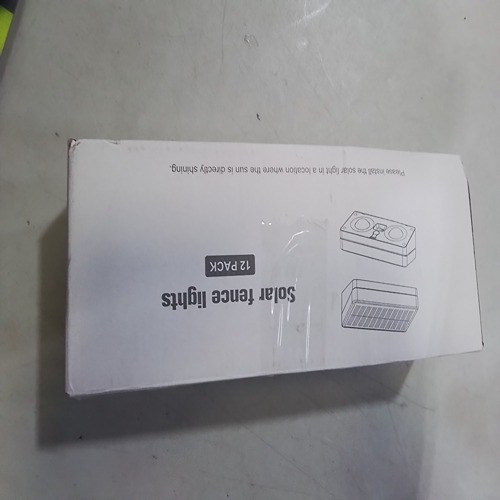 Solar fence lights
12 PACK
Please install the solar light in a location where the sun is directly shining.